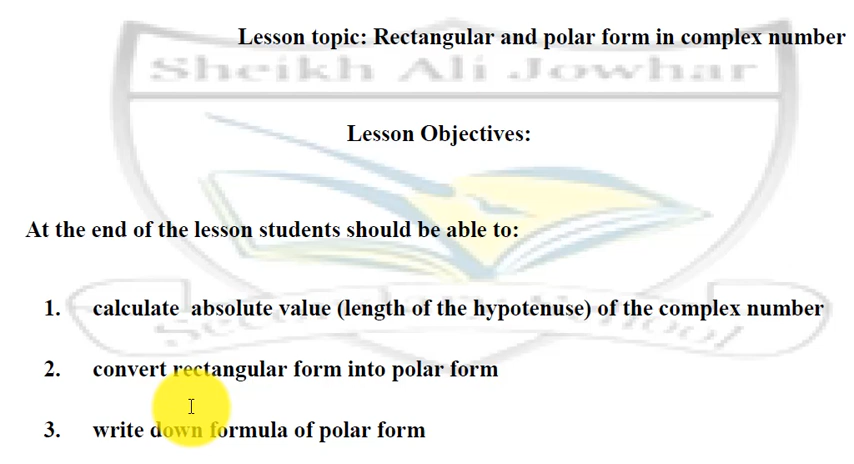 Lesson topic: Rectangular and polar form in complex number
Sheikh Ali Jowhar
Lesson Objectives:
At the end of the lesson students should be able to:
1. calculate absolute value (length of the hypotenuse) of the complex number
2. convert rectangular form into polar form
3. write down formula of polar form